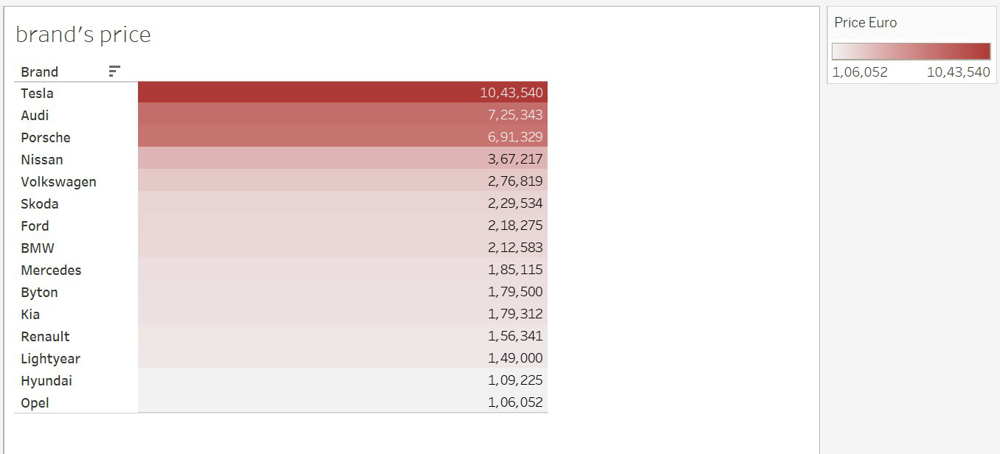 brand's price
Price Euro
1,06,052 10,43,540
Brand
Tesla 10,43,540
Audi 7,25,343
Porsche 6,91,329
Nissan 3,67,217
Volkswagen 2,76,819
Skoda 2,29,534
Ford 2,18,275
BMW 2,12,583
Mercedes 1,85,115
Byton 1,79,500
Kia 1,79,312
Renault 1,56,341
Lightyear 1,49,000
Hyundai 1,09,225
Opel 1,06,052